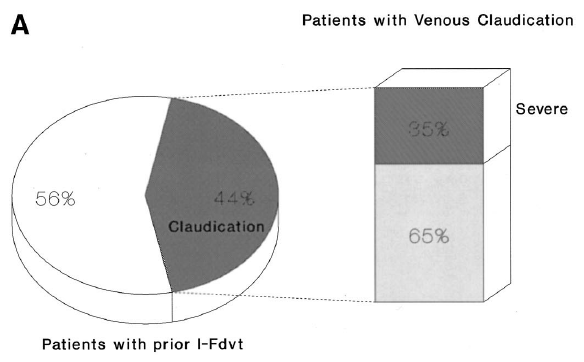 A
Patients with Venous Claudication
Severe
35%
56%
44%
Claudication
65%
Patients with prior I-Fdvt